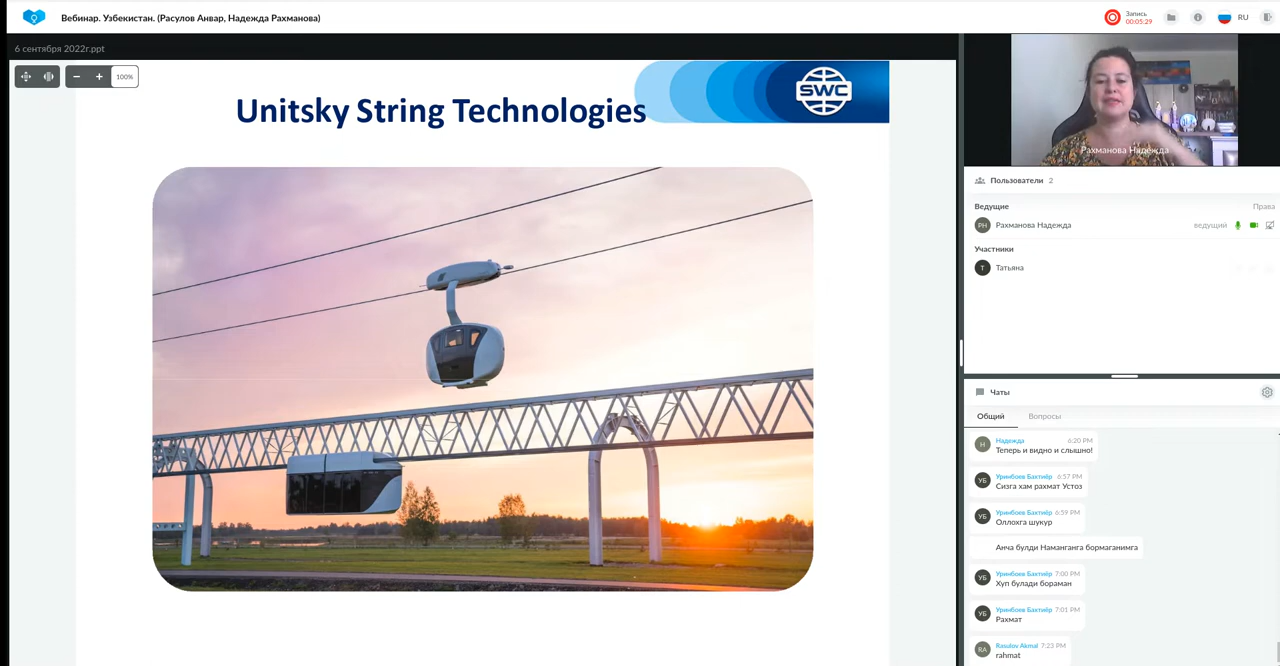 Вебинар. Узбекистан. (Расулов Анвар, Надежда Рахманова)
Запись
00:05:29
RU
6 сентября 2022г.ppt
100%
Unitsky String Technologies
SWC
Рахманова Надежда
Пользователи 2
Ведущие
Права
РН
Рахманова Надежда
ведущий
Участники
Т
Татьяна
Чаты
Общий
Вопросы
Н
Надежда 6:20 PM
Теперь и видно и слышно!
УБ
Уринбоев Бахтиёр 6:57 PM
Сизга хам рахмат Устоз
УБ
Уринбоев Бахтиёр 6:59 PM
Оллохга шукур
Анча булди Наманганга бормаганимга
УБ
Уринбоев Бахтиёр 7:00 PM
Хуп булади бораман
УБ
Уринбоев Бахтиёр 7:01 PM
Рахмат
RA
Rasulov Akmal 7:23 PM
rahmat